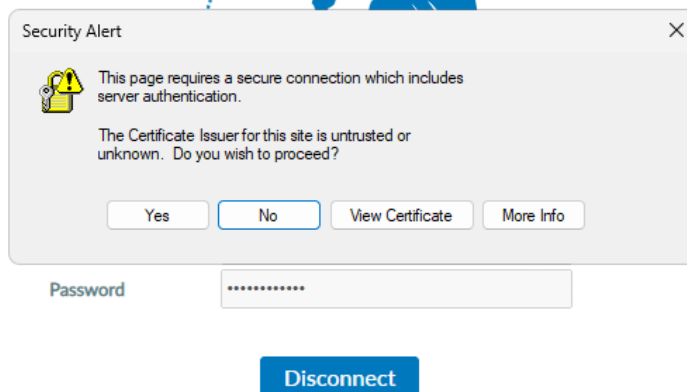 Security Alert
This page requires a secure connection which includes
server authentication.
The Certificate Issuer for this site is untrusted or
unknown. Do you wish to proceed?
Yes No View Certificate More Info
Password ••••••••••••
Disconnect